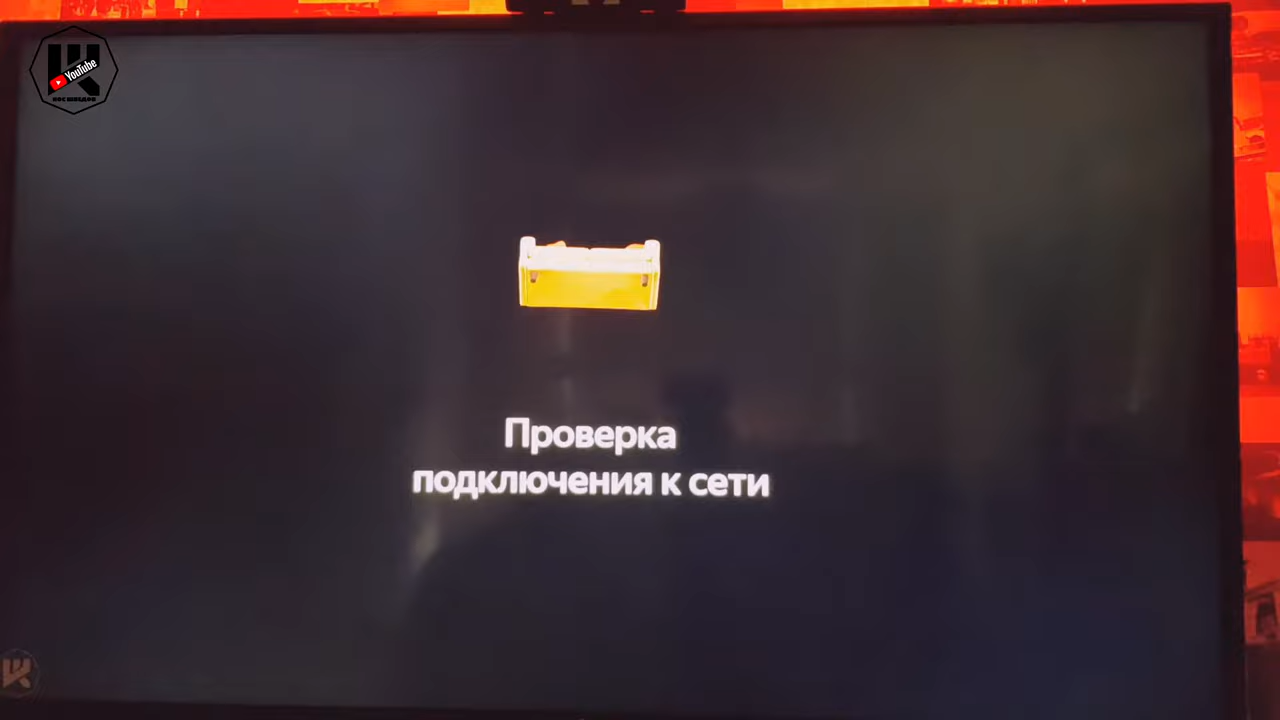 YouTube
Проверка
подключения к сети